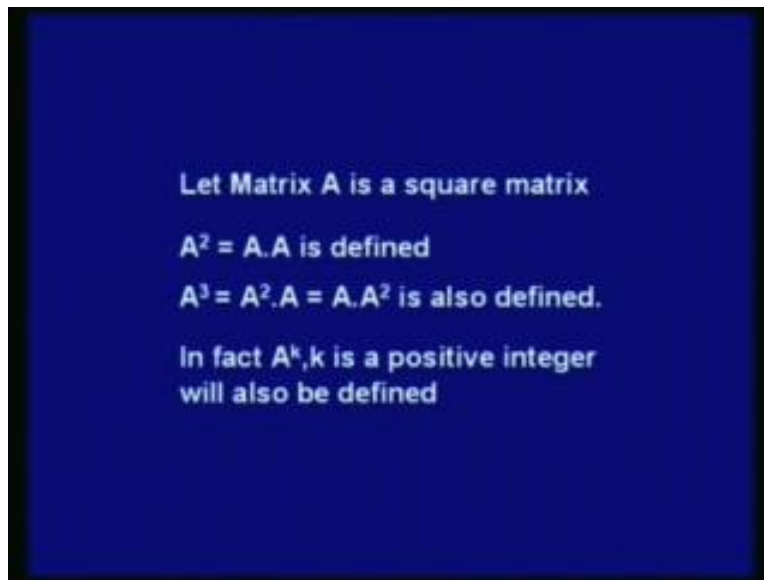 Let Matrix A is a square matrix
A² = A.A is defined
A³ = A².A = A.A² is also defined.
In fact Aᵏ,k is a positive integer
will also be defined